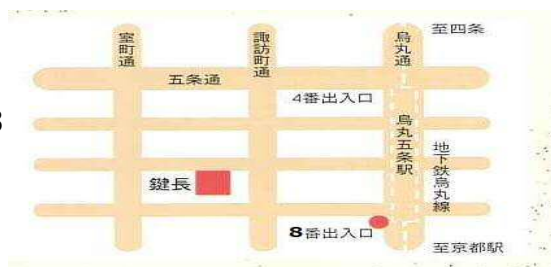 室町通
諏訪町通
烏丸通
至四条
五条通
4番出入口
烏丸五条駅
地下鉄烏丸線
鍵長
8番出入口
至京都駅